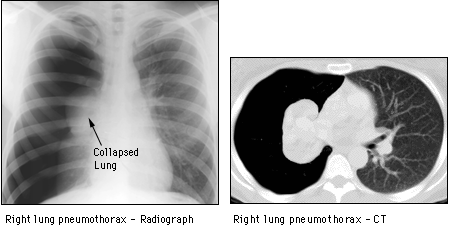 Collapsed
Lung
Right lung pneumothorax - Radiograph
Right lung pneumothorax - CT